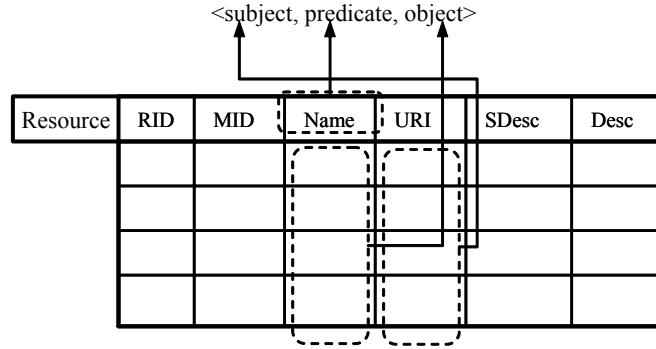 <subject, predicate, object>
Resource RID MID Name URI SDesc Desc